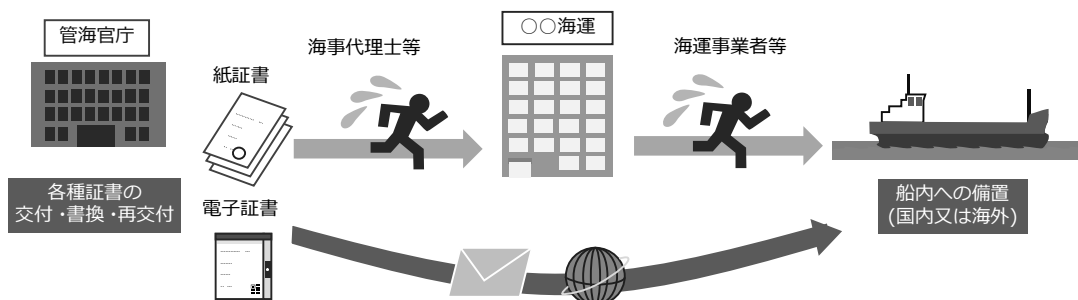 管海官庁
各種証書の
交付・書換・再交付
紙証書
電子証書
海事代理士等
○○海運
海運事業者等
船内への備置
(国内又は海外)